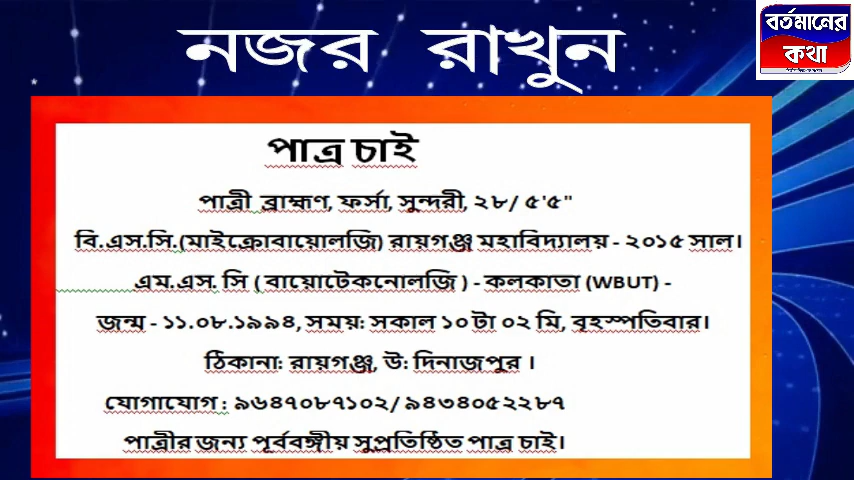 নজর রাখুন
বর্তমানের
কথা
পাত্র চাই
পাত্রী ব্রাহ্মণ, ফর্সা, সুন্দরী, ২৮/ ৫'৫"
বি.এস.সি.(মাইক্রোবায়োলজি) রায়গঞ্জ মহাবিদ্যালয় - ২০১৫ সাল।
এম.এস. সি ( বায়োটেকনোলজি ) - কলকাতা (WBUT) -
জন্ম - ১১.০৮.১৯৯৪, সময়: সকাল ১০ টা ০২ মি, বৃহস্পতিবার।
ঠিকানা: রায়গঞ্জ, উ: দিনাজপুর ।
যোগাযোগ : ৯৬৪৭০৮৭১০২/ ৯৪৩৪০৫২২৮৭
পাত্রীর জন্য পূর্ববঙ্গীয় সুপ্রতিষ্ঠিত পাত্র চাই।